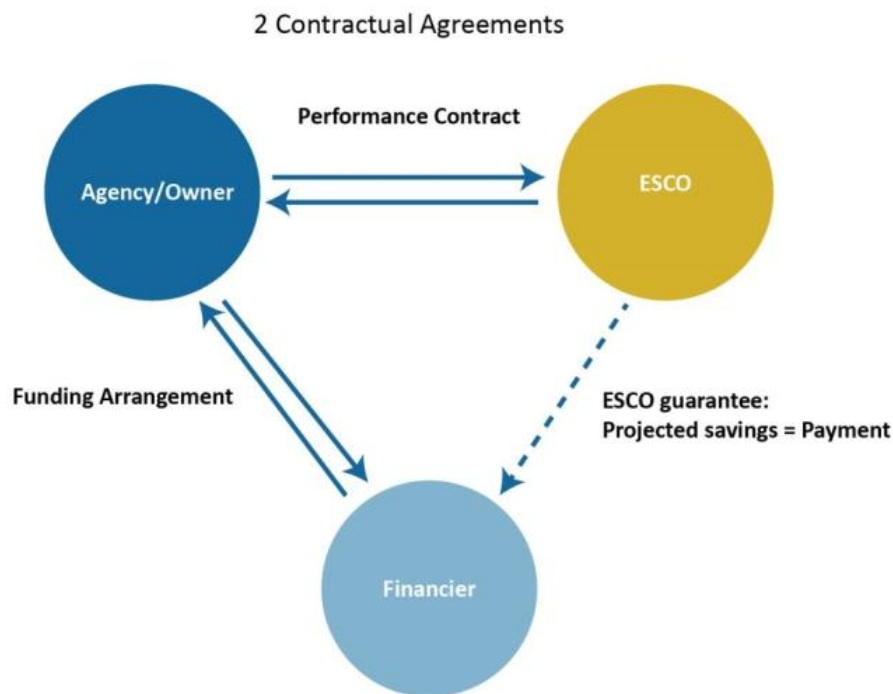 2 Contractual Agreements
Performance Contract
Agency/Owner
ESCO
Funding Arrangement
ESCO guarantee:
Projected savings = Payment
Financier